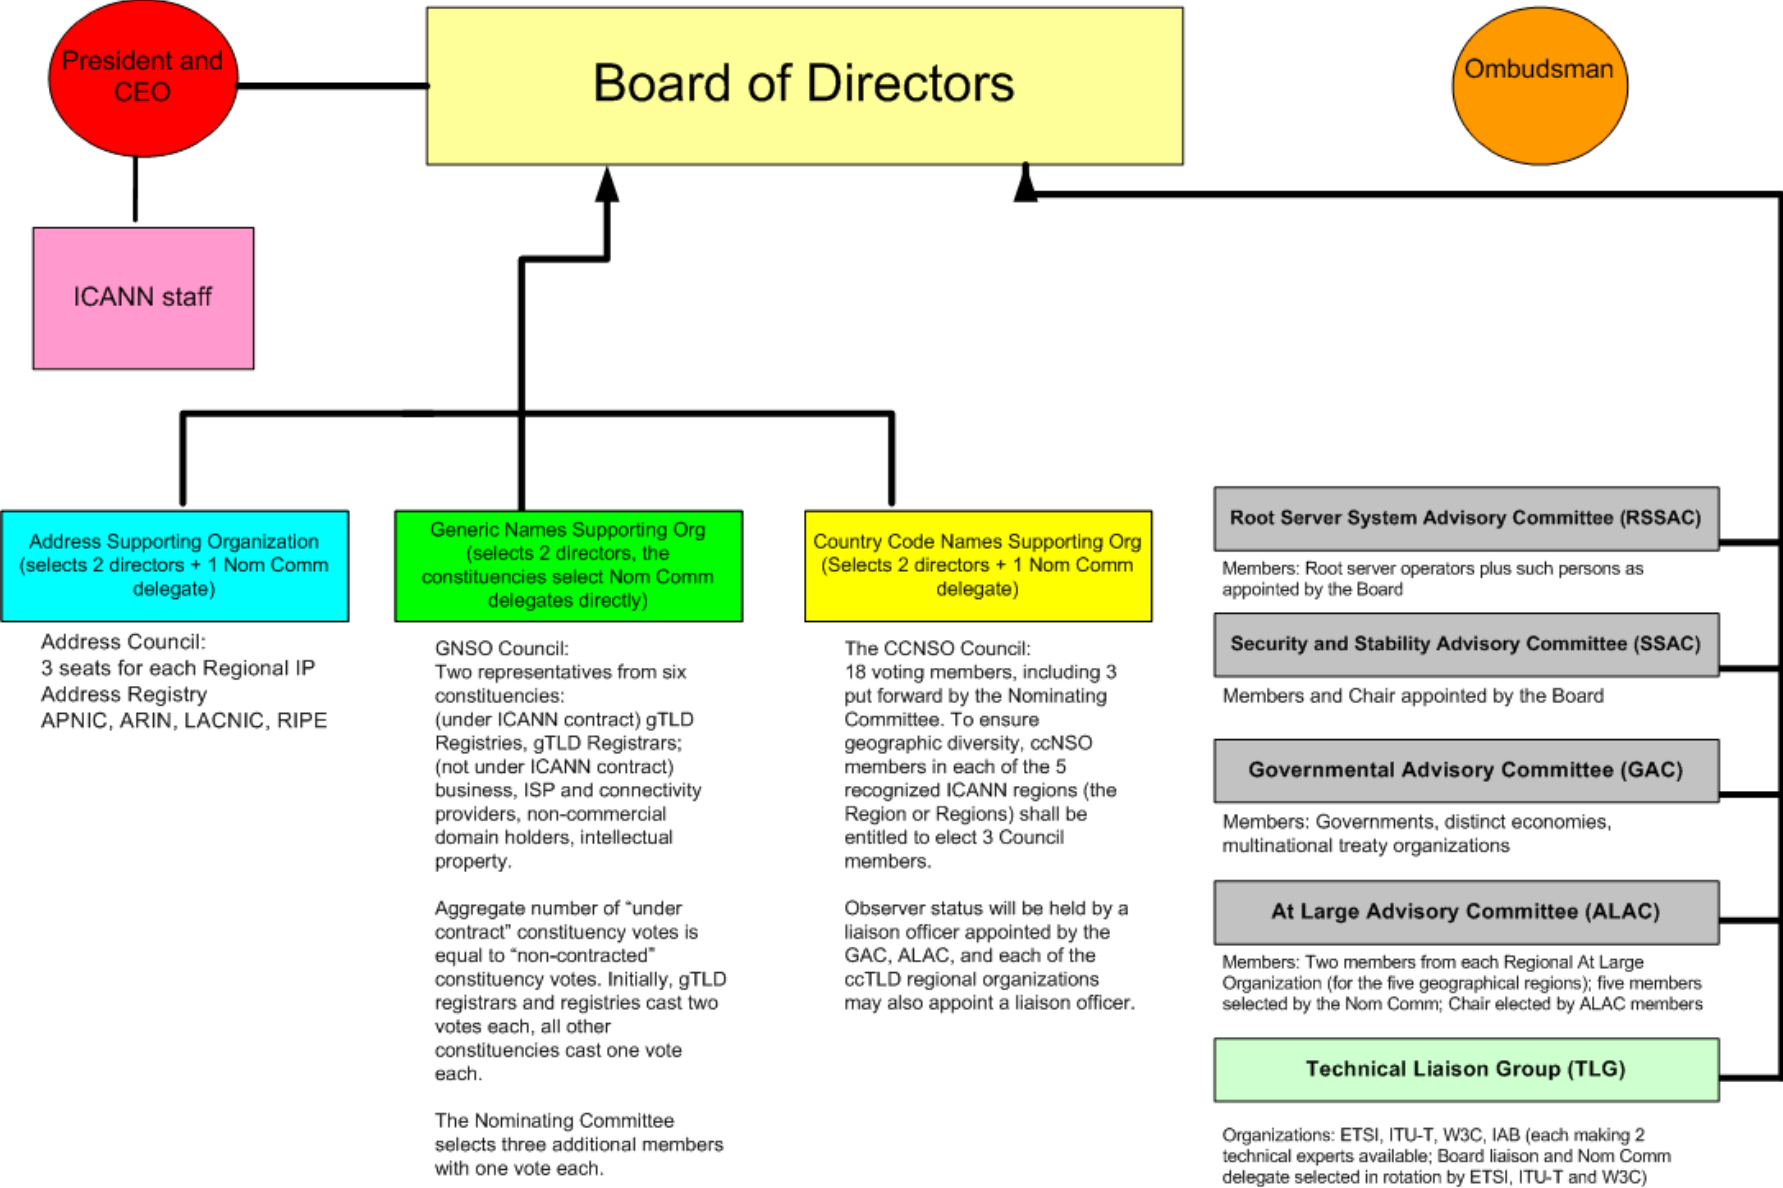 President and
CEO
Board of Directors
Ombudsman
ICANN staff
Address Supporting Organization
(selects 2 directors + 1 Nom Comm
delegate)
Address Council:
3 seats for each Regional IP
Address Registry
APNIC, ARIN, LACNIC, RIPE
Generic Names Supporting Org
(selects 2 directors, the
constituencies select Nom Comm
delegates directly)
GNSO Council:
Two representatives from six
constituencies:
(under ICANN contract) gTLD
Registries, gTLD Registrars;
(not under ICANN contract)
business, ISP and connectivity
providers, non-commercial
domain holders, intellectual
property.
Aggregate number of “under
contract” constituency votes is
equal to “non-contracted”
constituency votes. Initially, gTLD
registrars and registries cast two
votes each, all other
constituencies cast one vote
each.
The Nominating Committee
selects three additional members
with one vote each.
Country Code Names Supporting Org
(Selects 2 directors + 1 Nom Comm
delegate)
The CCNSO Council:
18 voting members, including 3
put forward by the Nominating
Committee. To ensure
geographic diversity, ccNSO
members in each of the 5
recognized ICANN regions (the
Region or Regions) shall be
entitled to elect 3 Council
members.
Observer status will be held by a
liaison officer appointed by the
GAC, ALAC, and each of the
ccTLD regional organizations
may also appoint a liaison officer.
Root Server System Advisory Committee (RSSAC)
Members: Root server operators plus such persons as
appointed by the Board
Security and Stability Advisory Committee (SSAC)
Members and Chair appointed by the Board
Governmental Advisory Committee (GAC)
Members: Governments, distinct economies,
multinational treaty organizations
At Large Advisory Committee (ALAC)
Members: Two members from each Regional At Large
Organization (for the five geographical regions); five members
selected by the Nom Comm; Chair elected by ALAC members
Technical Liaison Group (TLG)
Organizations: ETSI, ITU-T, W3C, IAB (each making 2
technical experts available; Board liaison and Nom Comm
delegate selected in rotation by ETSI, ITU-T and W3C)